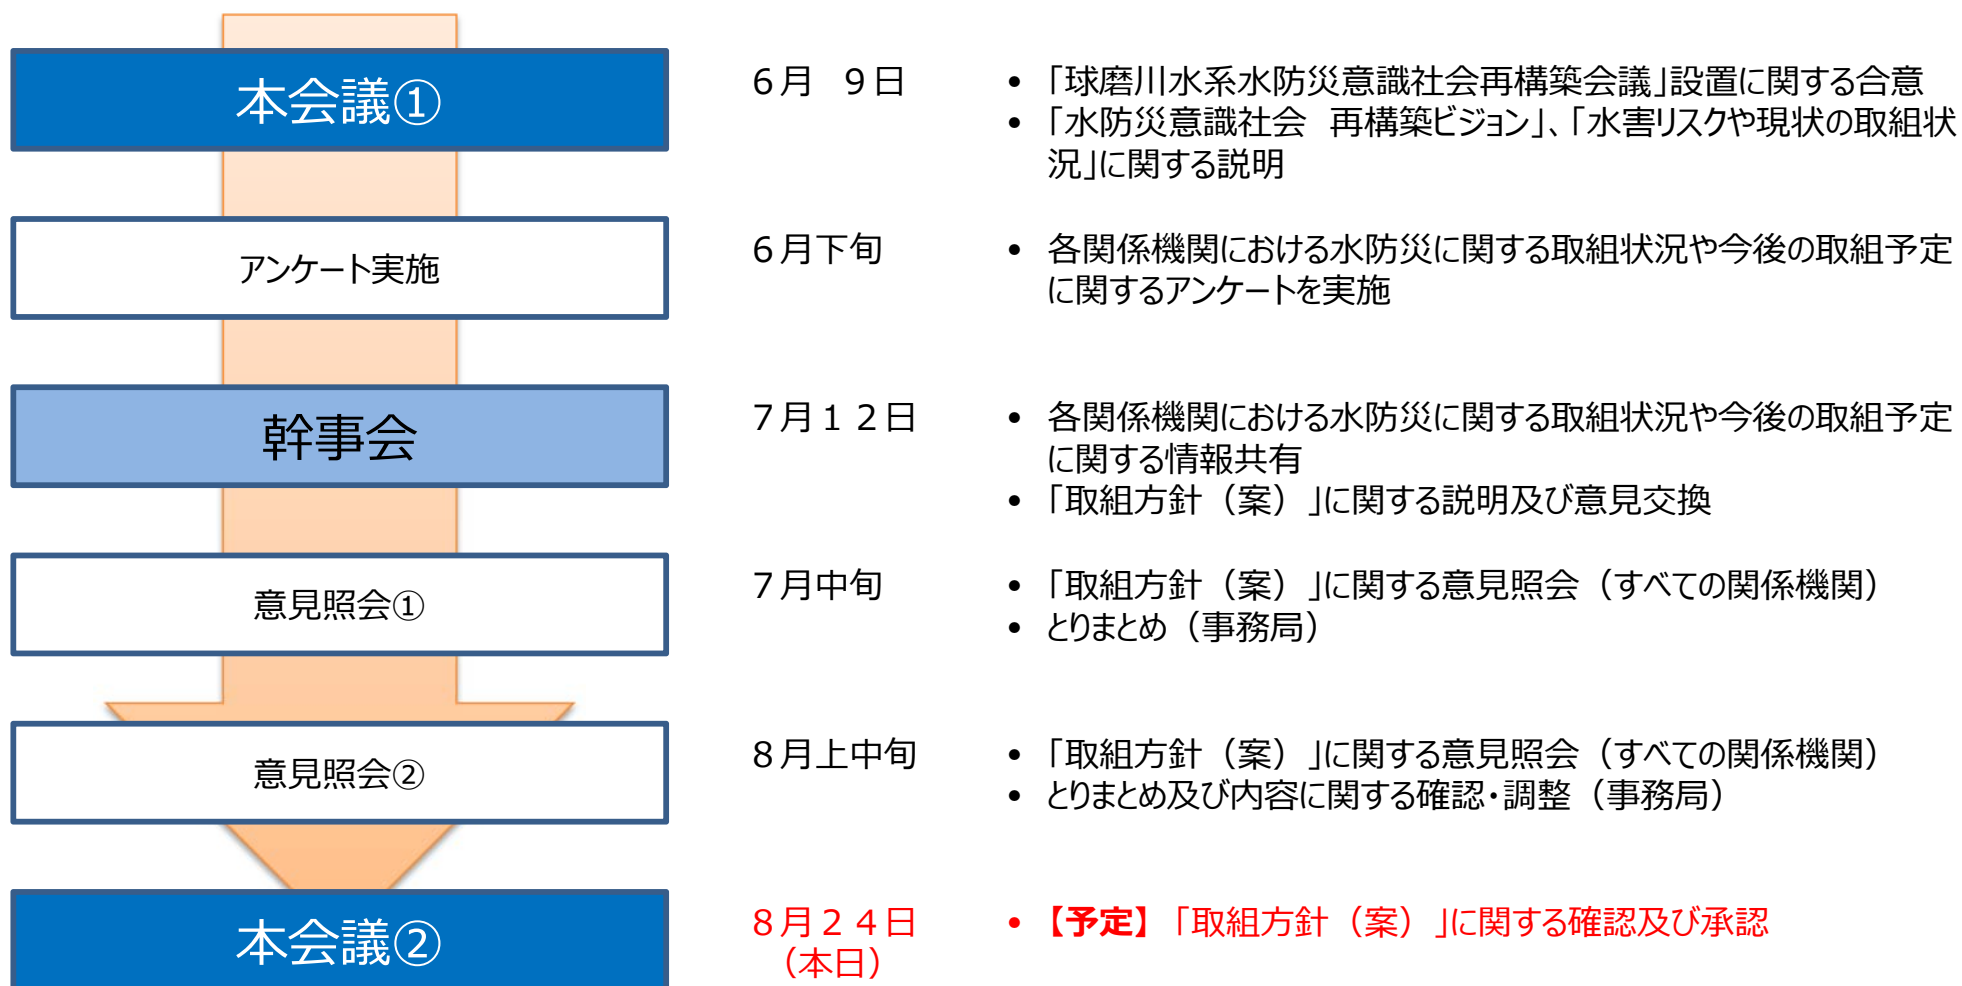 本会議①
6月　9日
• 「球磨川水系水防災意識社会再構築会議」設置に関する合意
• 「水防災意識社会　再構築ビジョン」、「水害リスクや現状の取組状
況」に関する説明
アンケート実施
6月下旬
• 各関係機関における水防災に関する取組状況や今後の取組予定
に関するアンケートを実施
幹事会
7月12日
• 各関係機関における水防災に関する取組状況や今後の取組予定
に関する情報共有
• 「取組方針（案）」に関する説明及び意見交換
意見照会①
7月中旬
• 「取組方針（案）」に関する意見照会（すべての関係機関）
• とりまとめ（事務局）
意見照会②
8月上中旬
• 「取組方針（案）」に関する意見照会（すべての関係機関）
• とりまとめ及び内容に関する確認・調整（事務局）
本会議②
8月24日
（本日）
• 【予定】「取組方針（案）」に関する確認及び承認